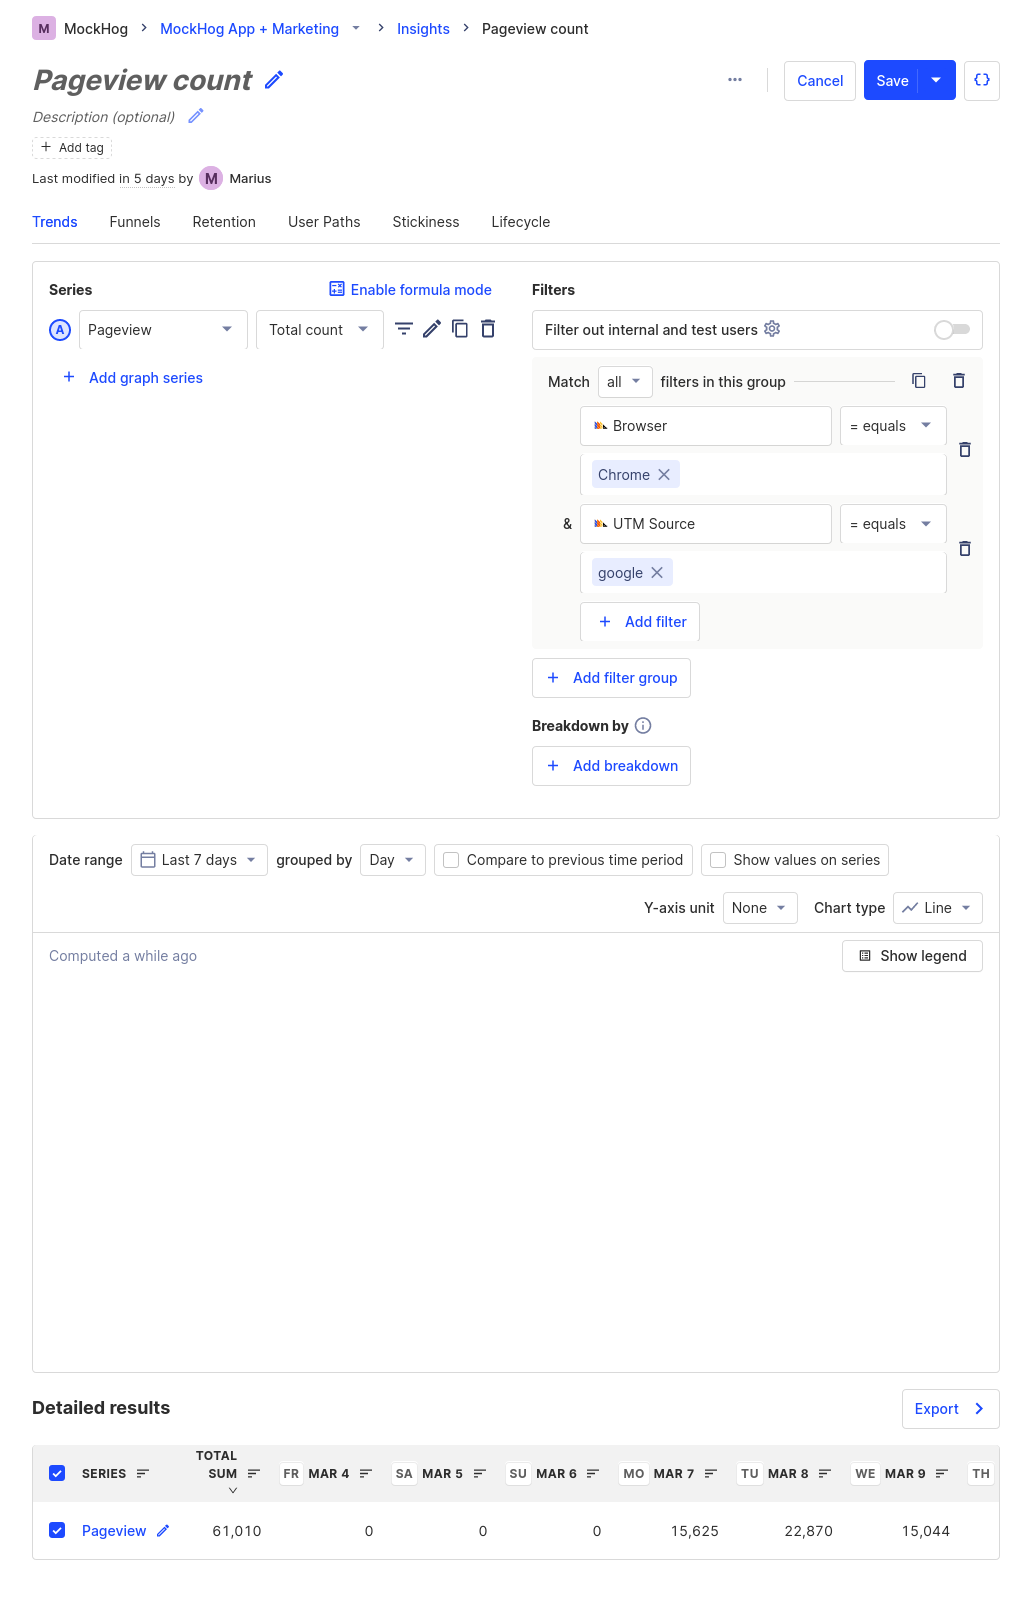 M MockHog MockHog App + Marketing Insights Pageview count
Pageview count
Cancel Save
Description (optional)
Add tag
Last modified in 5 days by M Marius
Trends Funnels Retention User Paths Stickiness Lifecycle
Series Enable formula mode
A Pageview Total count
Add graph series
Filters
Filter out internal and test users
Match all filters in this group
Browser = equals
Chrome
& UTM Source = equals
google
Add filter
Add filter group
Breakdown by
Add breakdown
Date range Last 7 days grouped by Day Compare to previous time period Show values on series
Y-axis unit None Chart type Line
Computed a while ago Show legend
Detailed results Export
SERIES TOTAL SUM FR MAR 4 SA MAR 5 SU MAR 6 MO MAR 7 TU MAR 8 WE MAR 9 TH
Pageview 61,010 0 0 0 15,625 22,870 15,044